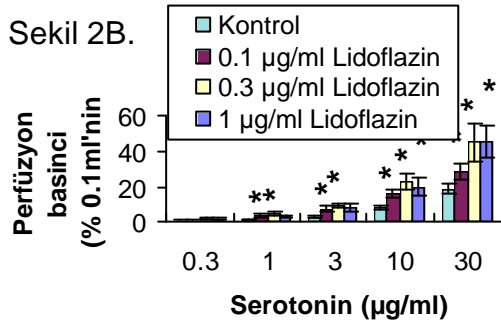 Sekil 2B.
Kontrol
0.1 µg/ml Lidoflazin
0.3 µg/ml Lidoflazin
1 µg/ml Lidoflazin
Perfüzyon
basinci
(% 0.1ml'nin
60
40
20
0
** ** *** ***
0.3 1 3 10 30
Serotonin (µg/ml)